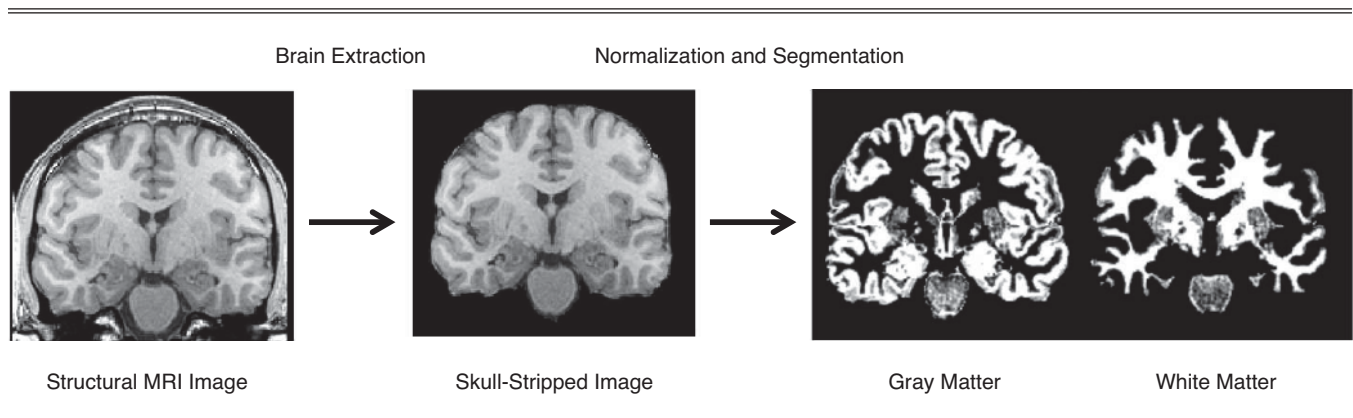 Brain Extraction
Normalization and Segmentation
Structural MRI Image
Skull-Stripped Image
Gray Matter
White Matter